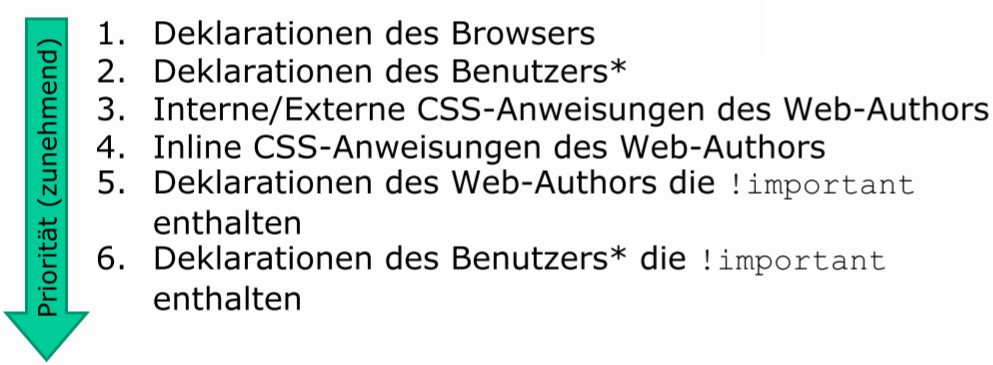 Priorität (zunehmend)
1. Deklarationen des Browsers
2. Deklarationen des Benutzers*
3. Interne/Externe CSS-Anweisungen des Web-Authors
4. Inline CSS-Anweisungen des Web-Authors
5. Deklarationen des Web-Authors die !important
enthalten
6. Deklarationen des Benutzers* die !important
enthalten